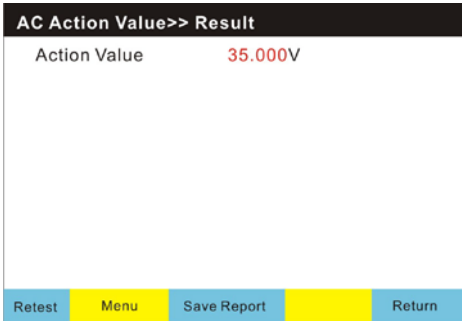 AC Action Value>> Result
Action Value 35.000V
Retest Menu Save Report Return